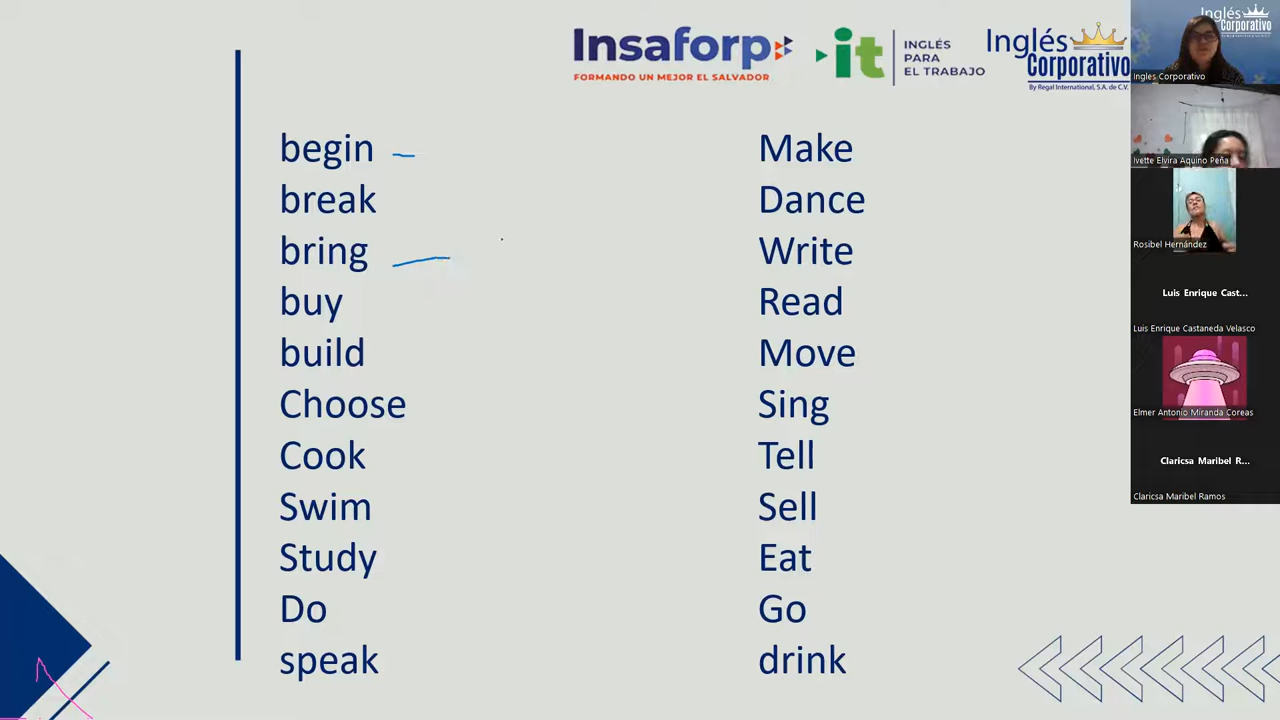 Insaforp
FORMANDO UN MEJOR EL SALVADOR
it
INGLÉS
PARA
EL TRABAJO
Inglés
Corporativo
By Regal International, S.A. de C.V.
begin
break
bring
buy
build
Choose
Cook
Swim
Study
Do
speak
Make
Dance
Write
Read
Move
Sing
Tell
Sell
Eat
Go
drink
Inglés
Corporativo
Ingles Corporativo
Ivette Elvira Aquino Peña
Rosibel Hernández
Luis Enrique Cast...
Luis Enrique Castaneda Velasco
Elmer Antonio Miranda Coreas
Claricsa Maribel R...
Claricsa Maribel Ramos